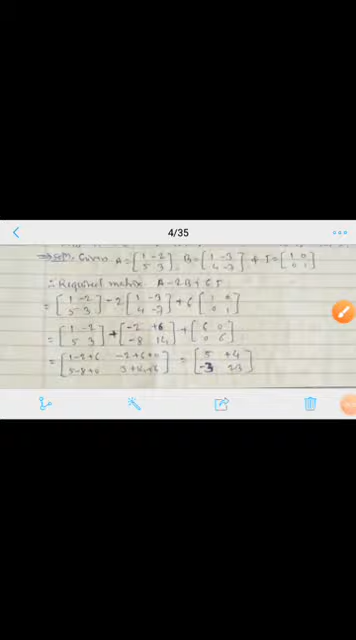 4/35
⇒ Soln. Given A = [1 -2; 5 3], B = [1 -3; 4 -7] & I = [1 0; 0 1]
∴ Required matrix A - 2B + 6I
= [1 -2; 5 3] - 2 [1 -3; 4 -7] + 6 [1 0; 0 1]
= [1 -2; 5 3] + [-2 +6; -8 14] + [6 0; 0 6]
= [1-2+6 -2+6+0; 5-8+0 3+14+6] = [5 +4; -3 23]